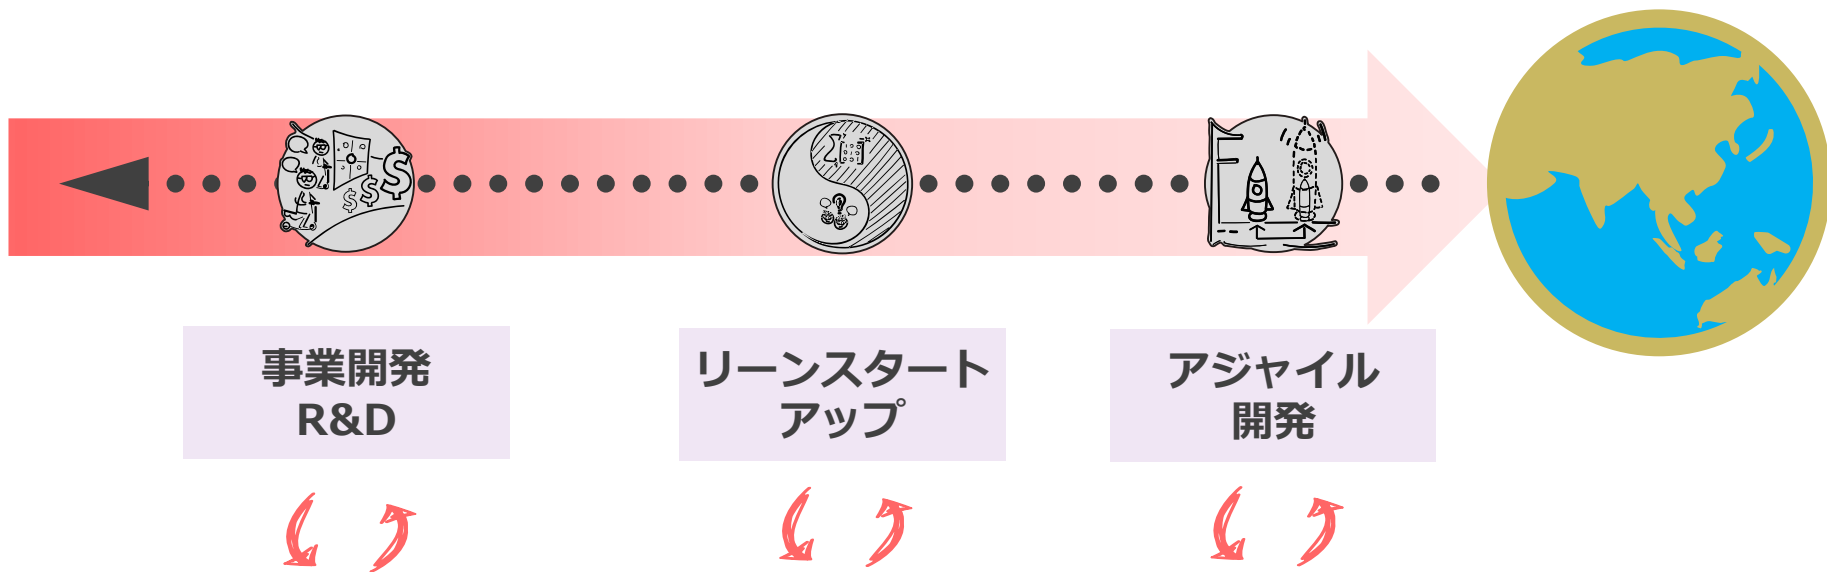 事業開発
R&D
リーンスタート
アップ
アジャイル
開発